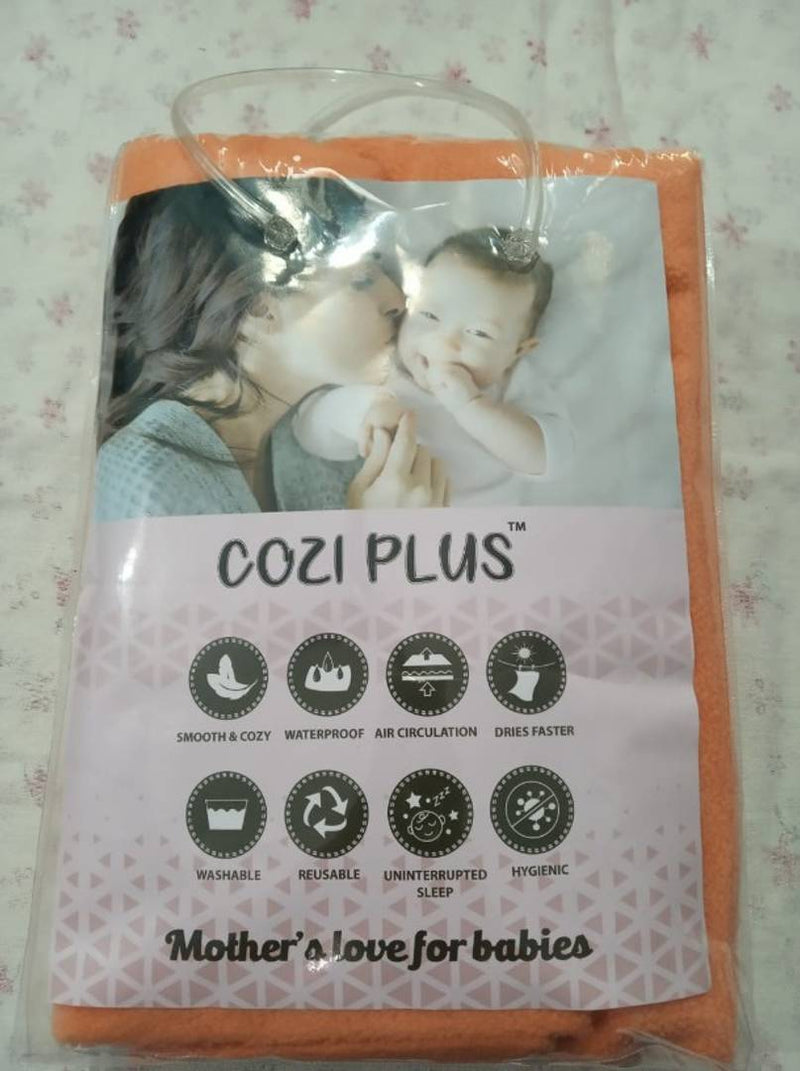 COZI PLUS™
SMOOTH & COZY WATERPROOF AIR CIRCULATION DRIES FASTER
WASHABLE REUSABLE UNINTERRUPTED SLEEP HYGIENIC
Mother's love for babies